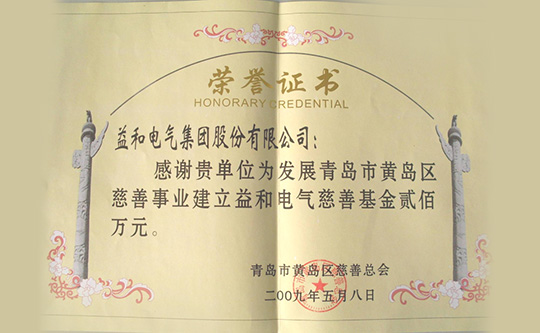 荣誉证书
HONORARY CREDENTIAL
益和电气集团股份有限公司：
感谢贵单位为发展青岛市黄岛区
慈善事业建立益和电气慈善基金贰佰
万元。
青岛市黄岛区慈善总会
二00九年五月八日